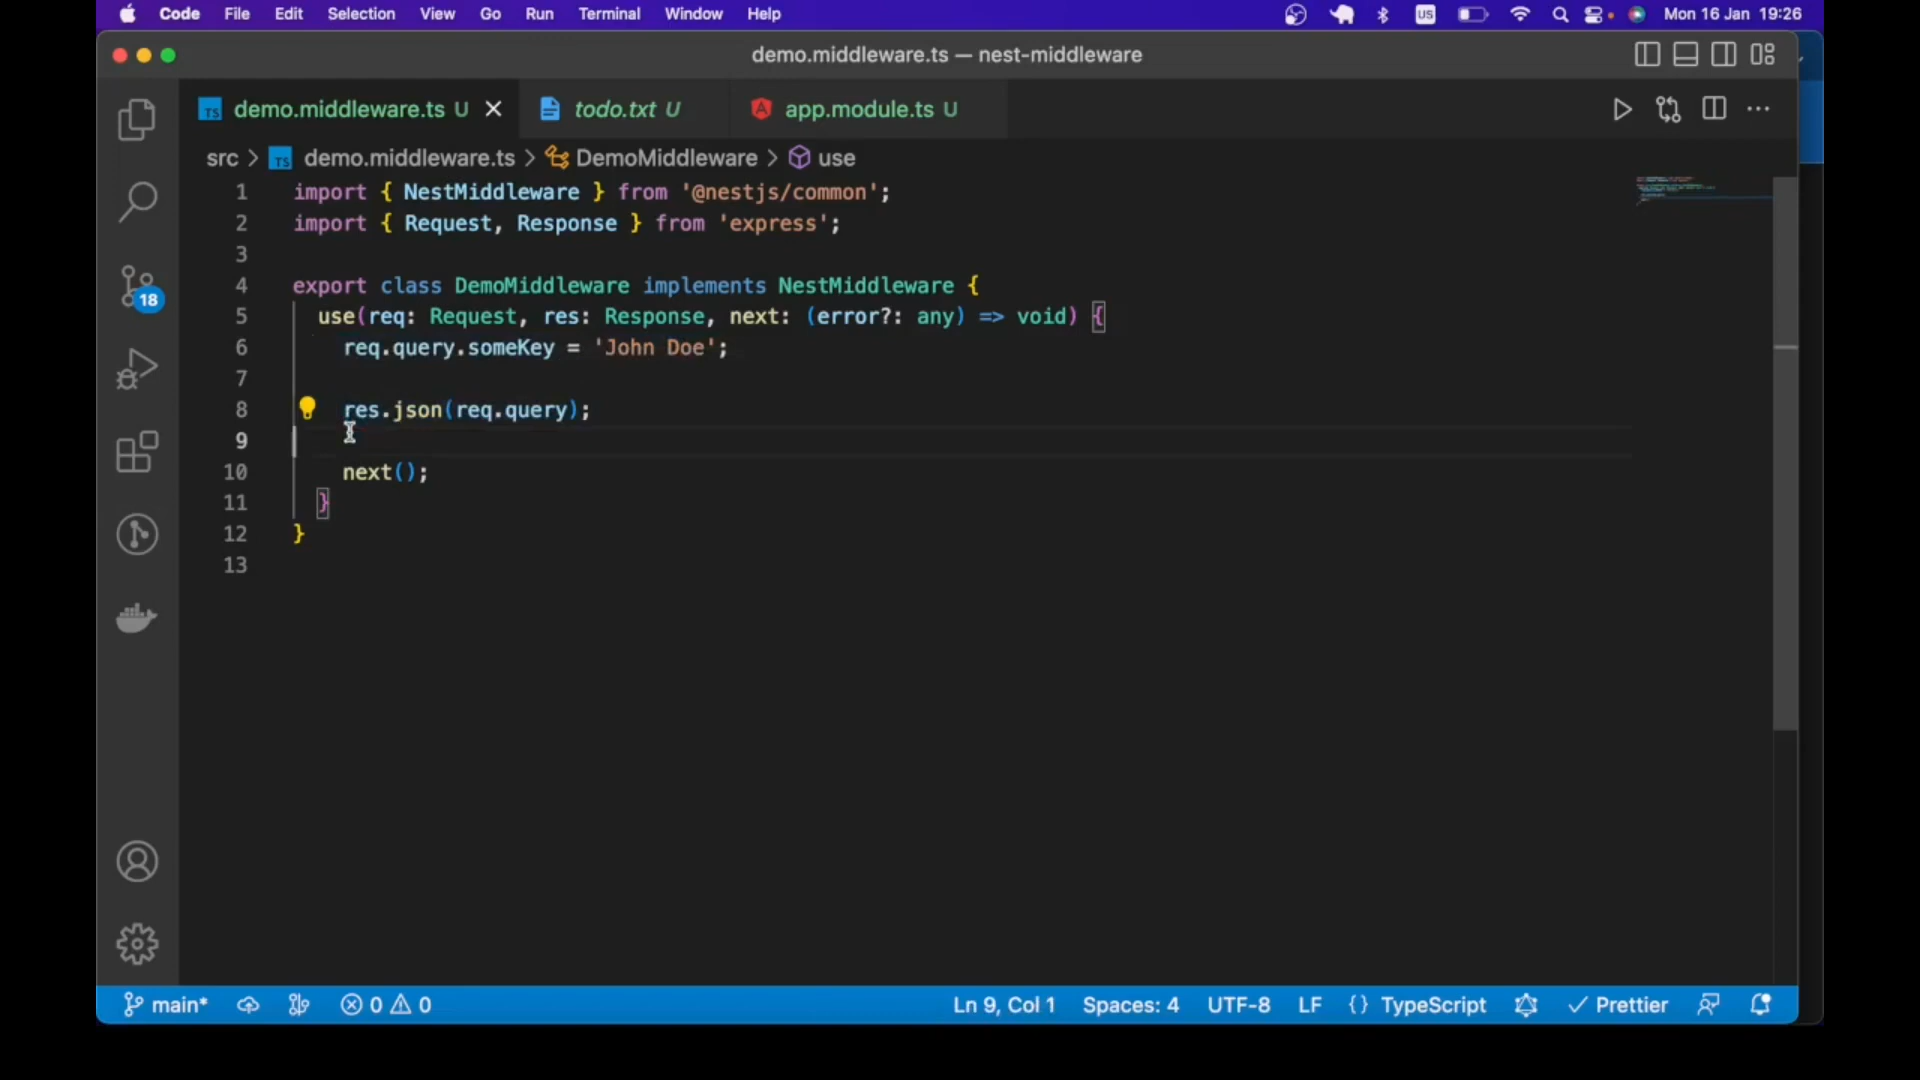 Code File Edit Selection View Go Run Terminal Window Help US Mon 16 Jan 19:26
demo.middleware.ts — nest-middleware
TS demo.middleware.ts U todo.txt U app.module.ts U
src > TS demo.middleware.ts > DemoMiddleware > use
1 import { NestMiddleware } from '@nestjs/common';
2 import { Request, Response } from 'express';
3
4 export class DemoMiddleware implements NestMiddleware {
5 use(req: Request, res: Response, next: (error?: any) => void) {
6 req.query.someKey = 'John Doe';
7
8 res.json(req.query);
9
10 next();
11 }
12 }
13
18
main* 0 0 Ln 9, Col 1 Spaces: 4 UTF-8 LF {} TypeScript Prettier